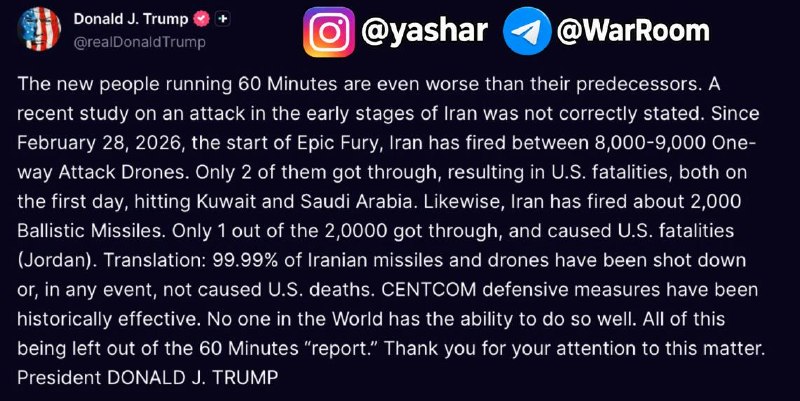 Donald J. Trump
@realDonaldTrump
@yashar @WarRoom
The new people running 60 Minutes are even worse than their predecessors. A
recent study on an attack in the early stages of Iran was not correctly stated. Since
February 28, 2026, the start of Epic Fury, Iran has fired between 8,000-9,000 One-
way Attack Drones. Only 2 of them got through, resulting in U.S. fatalities, both on
the first day, hitting Kuwait and Saudi Arabia. Likewise, Iran has fired about 2,000
Ballistic Missiles. Only 1 out of the 2,0000 got through, and caused U.S. fatalities
(Jordan). Translation: 99.99% of Iranian missiles and drones have been shot down
or, in any event, not caused U.S. deaths. CENTCOM defensive measures have been
historically effective. No one in the World has the ability to do so well. All of this
being left out of the 60 Minutes “report.” Thank you for your attention to this matter.
President DONALD J. TRUMP